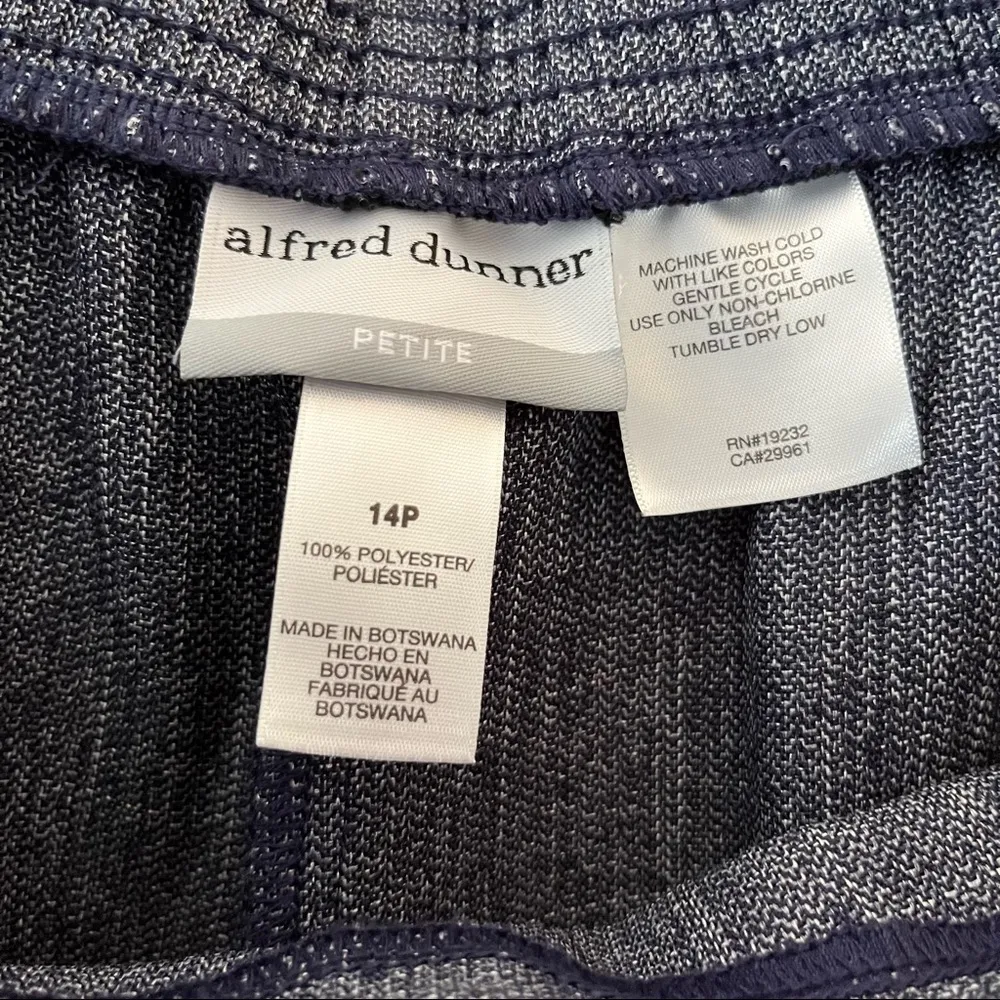 alfred dunner
PETITE
14P
100% POLYESTER/
POLIÉSTER
MADE IN BOTSWANA
HECHO EN
BOTSWANA
FABRIQUÉ AU
BOTSWANA
MACHINE WASH COLD
WITH LIKE COLORS
GENTLE CYCLE
USE ONLY NON-CHLORINE
BLEACH
TUMBLE DRY LOW
RN#19232
CA#29961